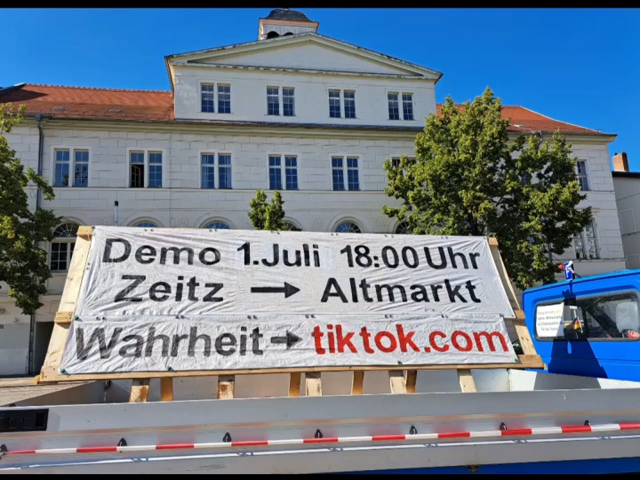 Demo 1.Juli 18:00 Uhr
Zeitz → Altmarkt
Wahrheit → tiktok.com